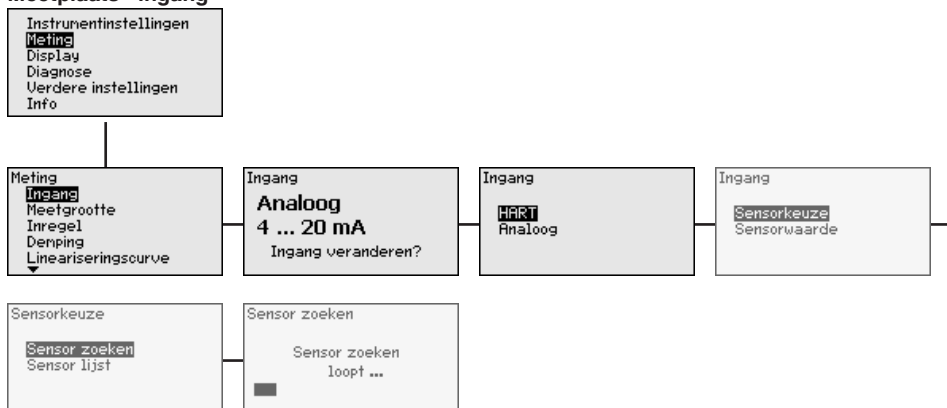 Meetplaats - Ingang
Instrumentinstellingen
Meting
Display
Diagnose
Verdere instellingen
Info
Meting
Ingang
Meetgrootte
Inregel
Demping
Lineariseringscurve
Ingang
Analoog
4 ... 20 mA
Ingang veranderen?
Ingang
HART
Analoog
Ingang
Sensorkeuze
Sensorwaarde
Sensorkeuze
Sensor zoeken
Sensor lijst
Sensor zoeken
Sensor zoeken
loopt ...